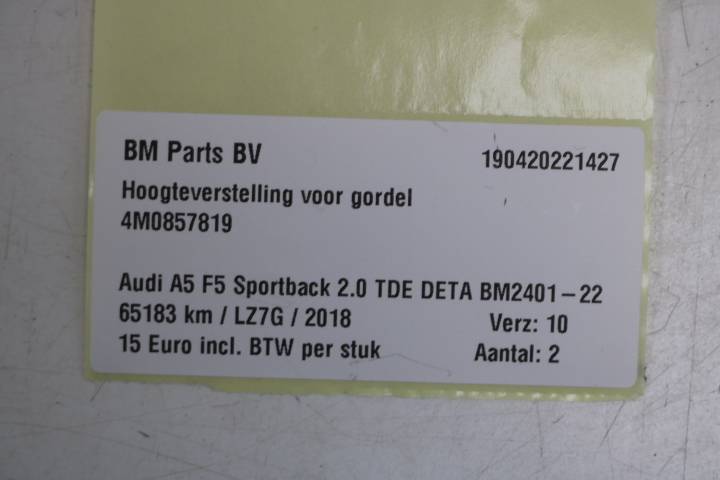 BM Parts BV 190420221427
Hoogteverstelling voor gordel
4M0857819
Audi A5 F5 Sportback 2.0 TDE DETA BM2401-22
65183 km / LZ7G / 2018 Verz: 10
15 Euro incl. BTW per stuk Aantal: 2